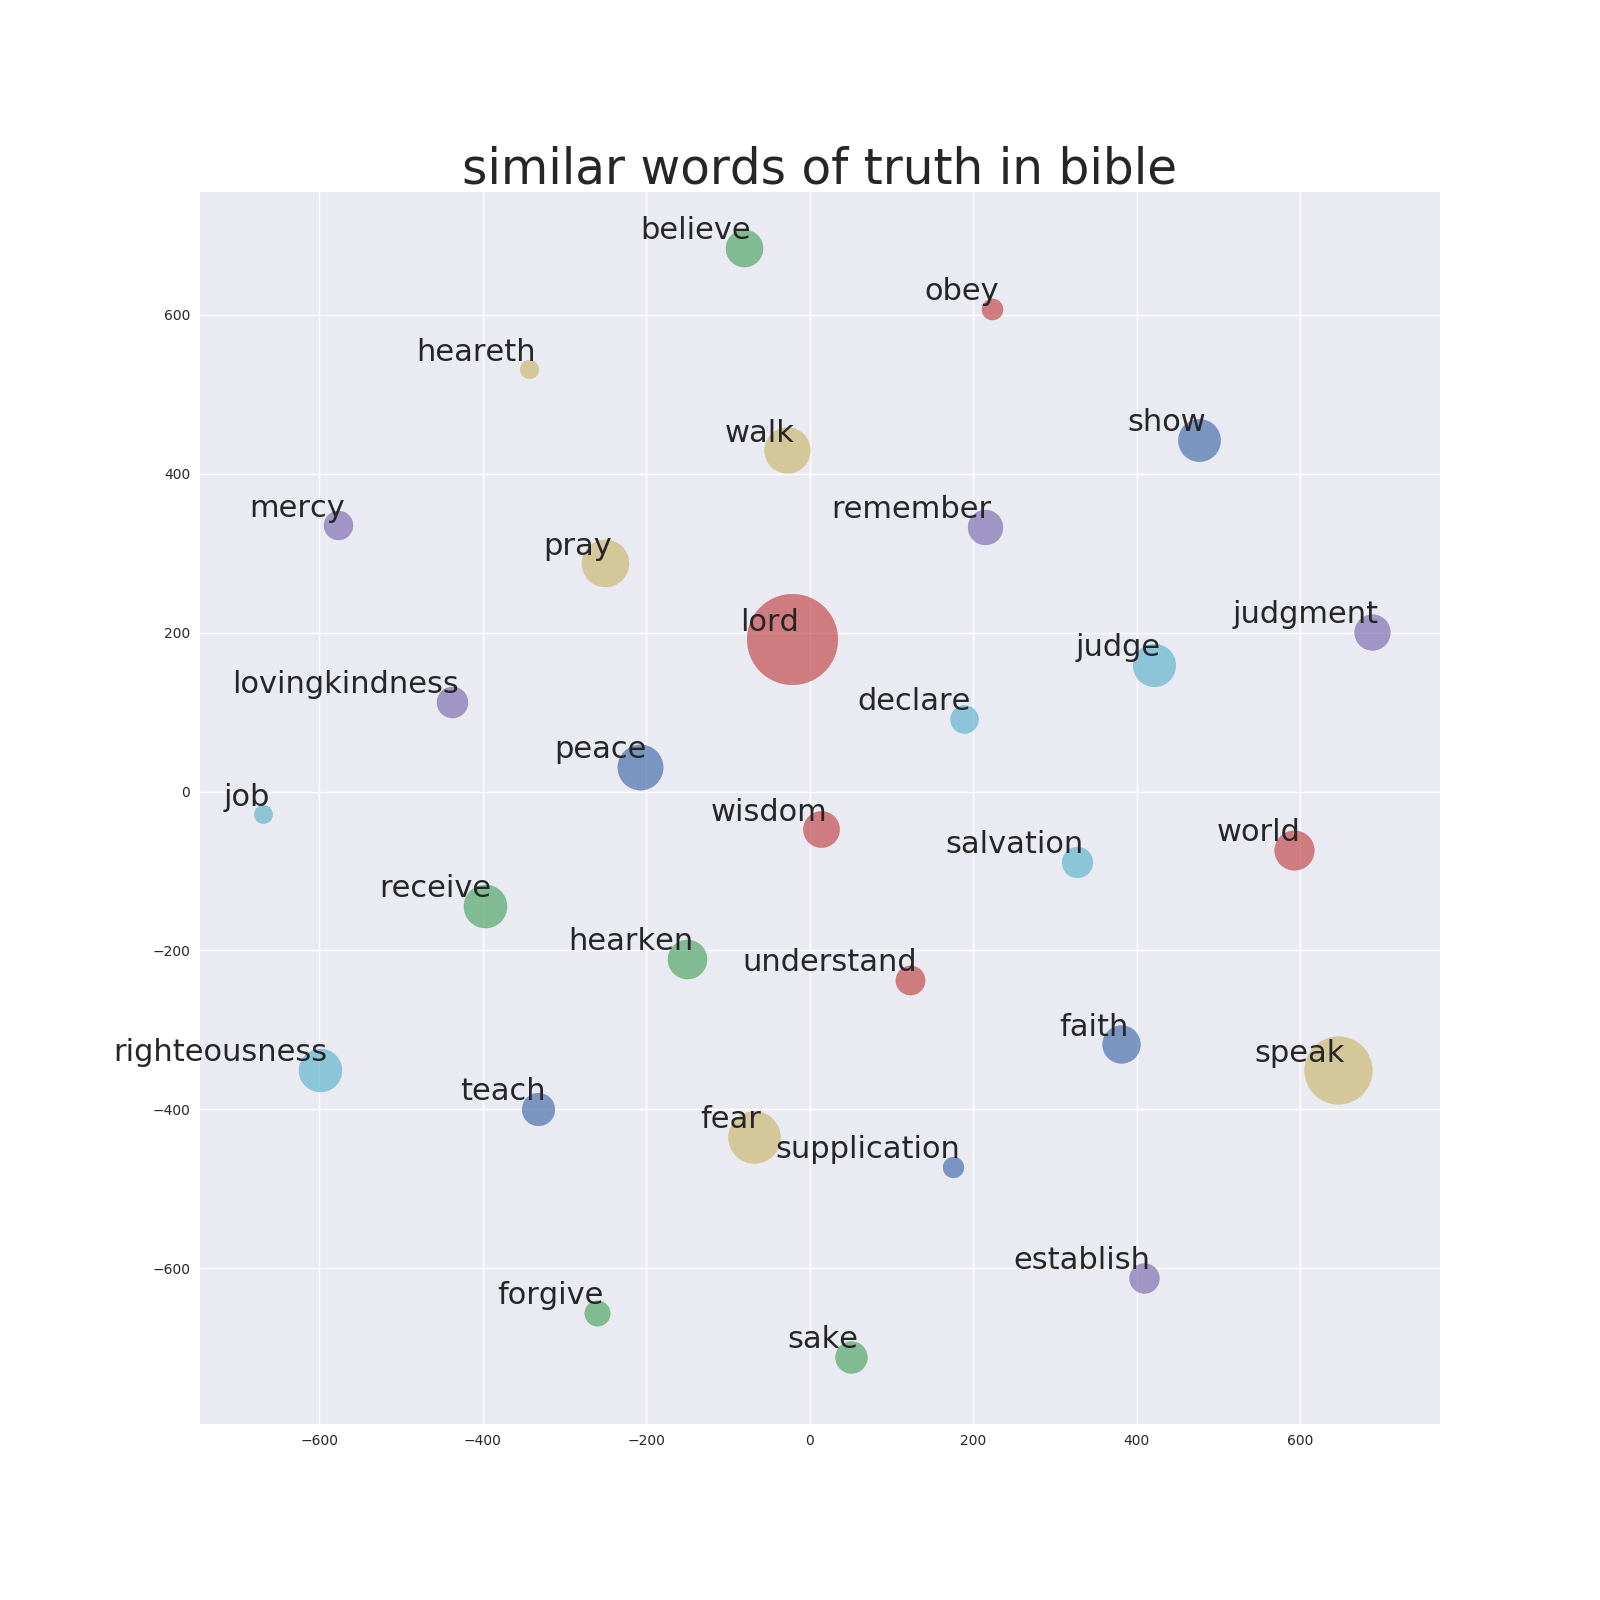 similar words of truth in bible
believe
obey
600
heareth
show
walk
400
mercy
remember
pray
judgment
lord
200
judge
lovingkindness
declare
peace
job
0
wisdom
world
salvation
receive
hearken
−200
understand
faith
righteousness
speak
teach
−400
fear
supplication
establish
−600
forgive
sake
−600
−400
−200
0
200
400
600